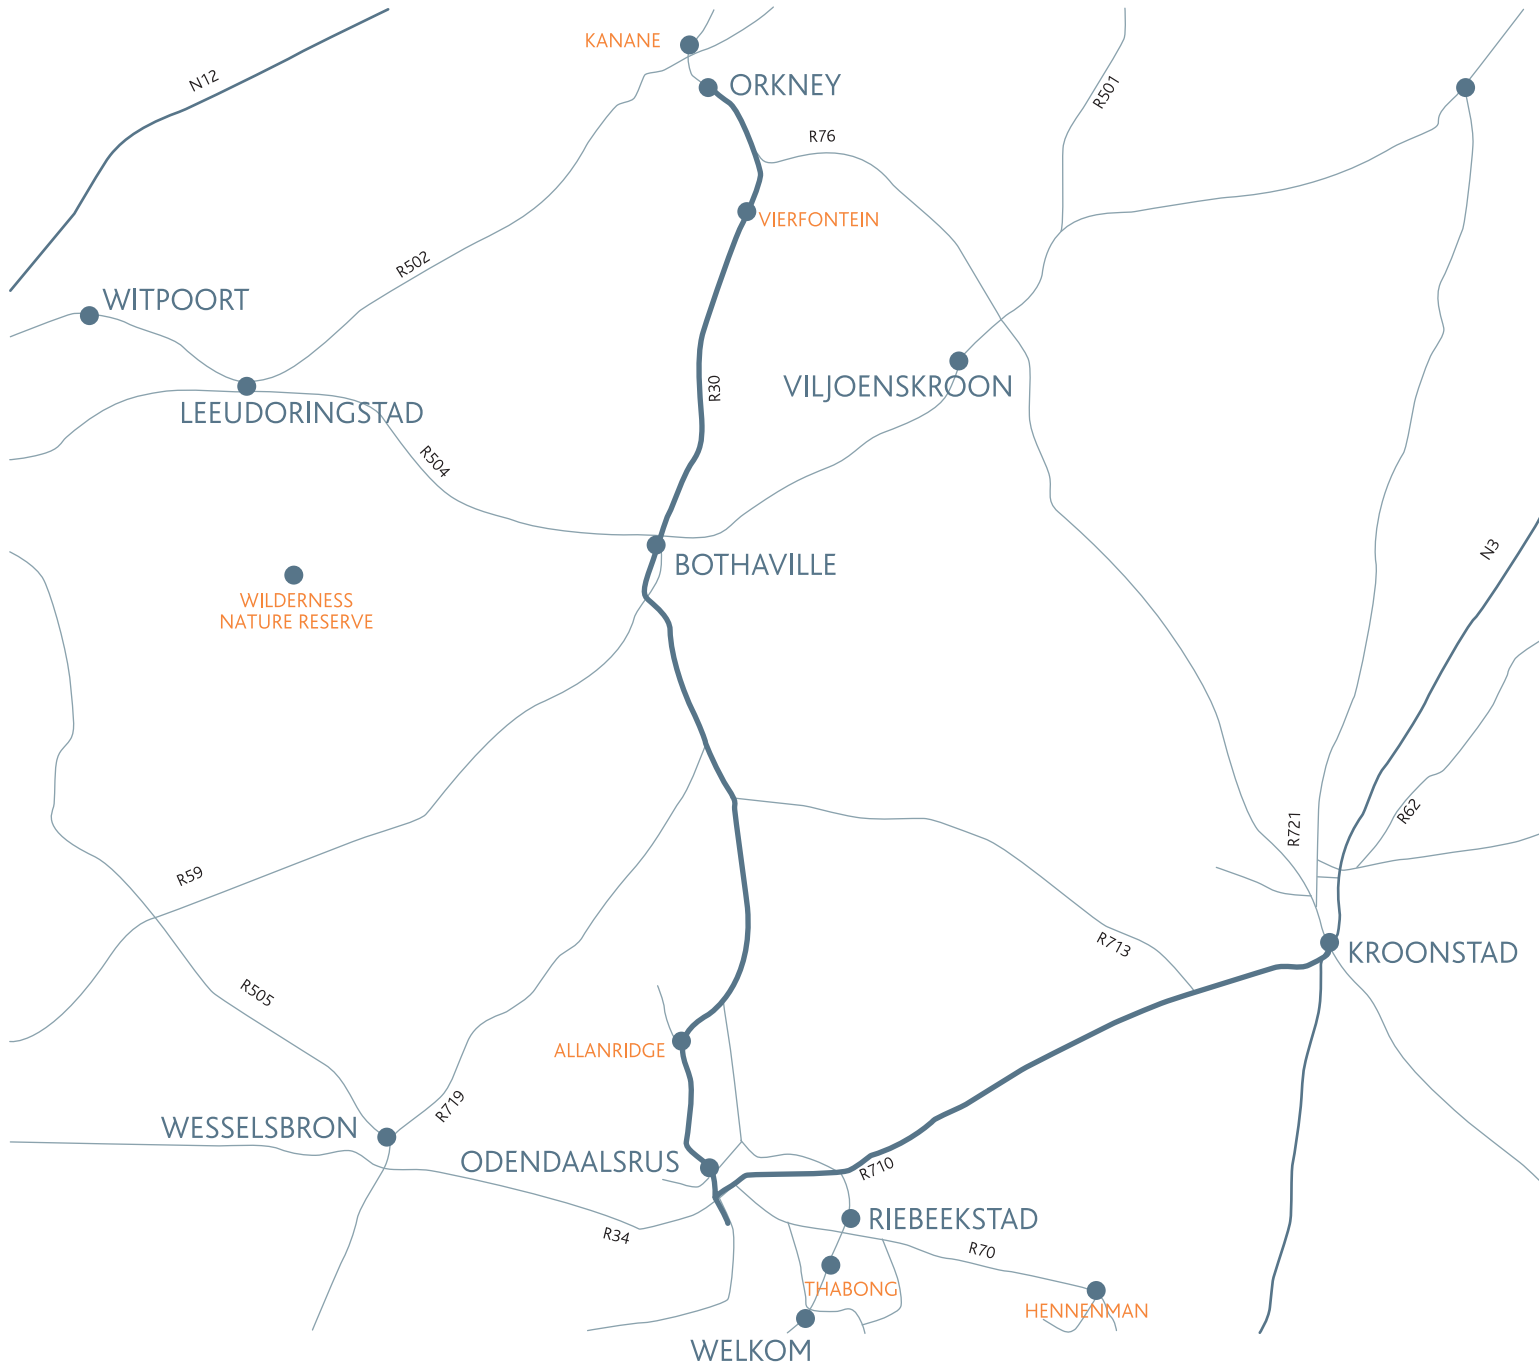 KANANE
N12
ORKNEY
R501
R76
VIERFONTEIN
R502
WITPOORT
R30
VILJOENSKROON
LEEUDORINGSTAD
R504
N3
BOTHAVILLE
WILDERNESS
NATURE RESERVE
R62
R721
R59
R713
KROONSTAD
R505
ALLANRIDGE
R719
WESSELSBRON
ODENDAALSRUS
R710
RIEBEEKSTAD
R34
R70
THABONG
HENNENMAN
WELKOM